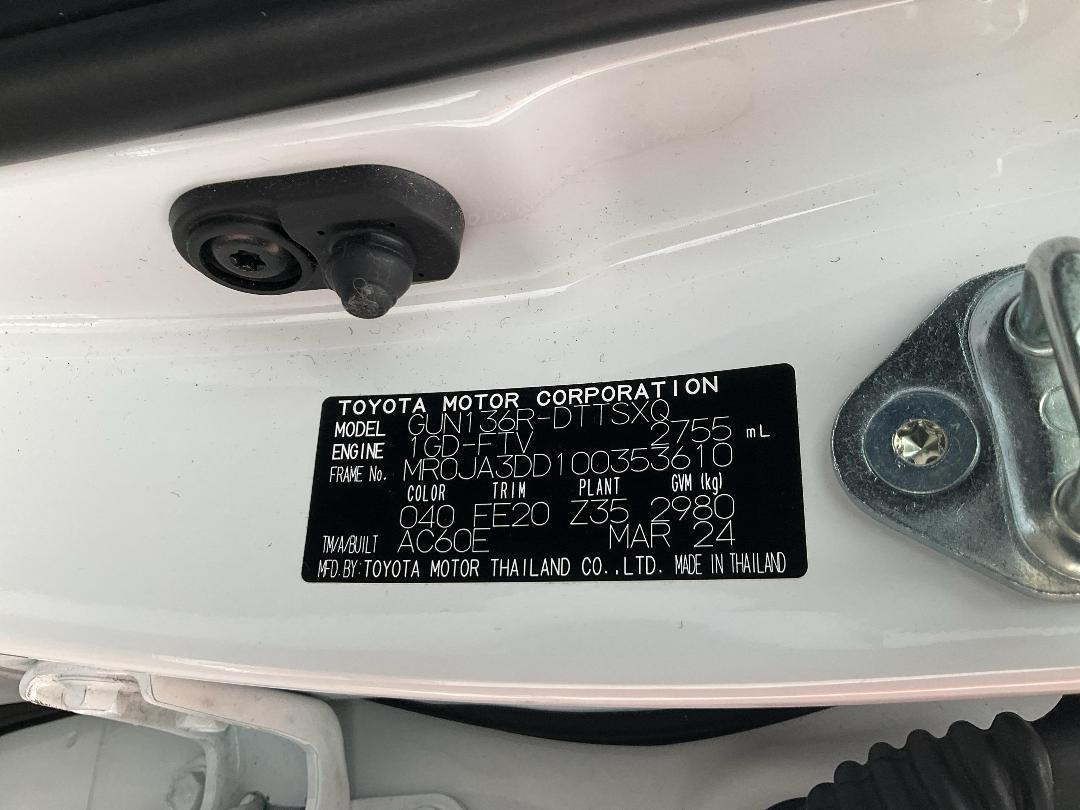 TOYOTA MOTOR CORPORATION
MODEL GUN136R-DTTSXQ
ENGINE 1GD-FTV 2755 mL
FRAME No. MR0JA3DD100353610
COLOR TRIM PLANT GVM (kg)
040 FE20 Z35 2980
TM/A/BUILT AC60E MAR 24
MFD. BY: TOYOTA MOTOR THAILAND CO.,LTD. MADE IN THAILAND